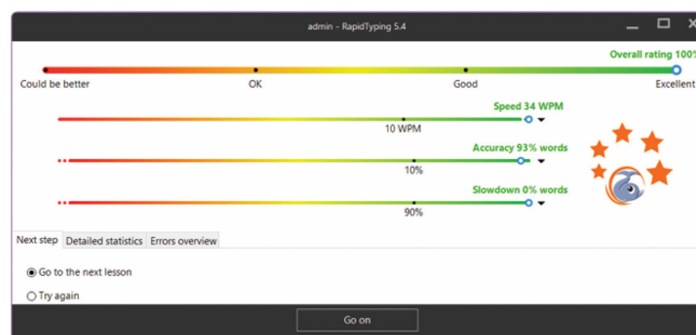 admin - RapidTyping 5.4
Overall rating 100%
Could be better OK Good Excellent
Speed 34 WPM
10 WPM
Accuracy 93% words
10%
Slowdown 0% words
90%
Next step Detailed statistics Errors overview
Go to the next lesson
Try again
Go on